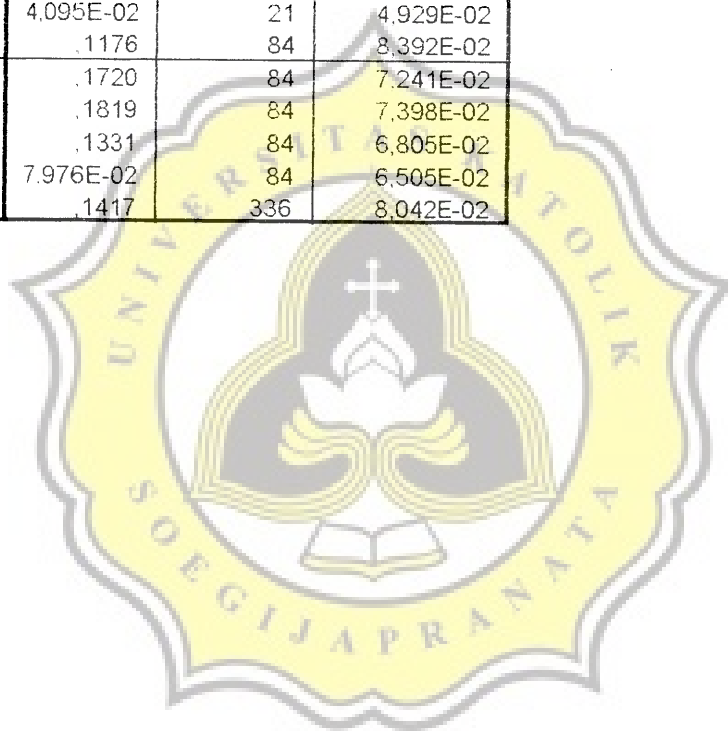 4,095E-02 21 4,929E-02
,1176 84 8,392E-02
,1720 84 7.241E-02
,1819 84 7,398E-02
,1331 84 6,805E-02
7.976E-02 84 6,505E-02
,1417 336 8,042E-02
UNIVERSITAS KATOLIK
SOEGIJAPRANATA